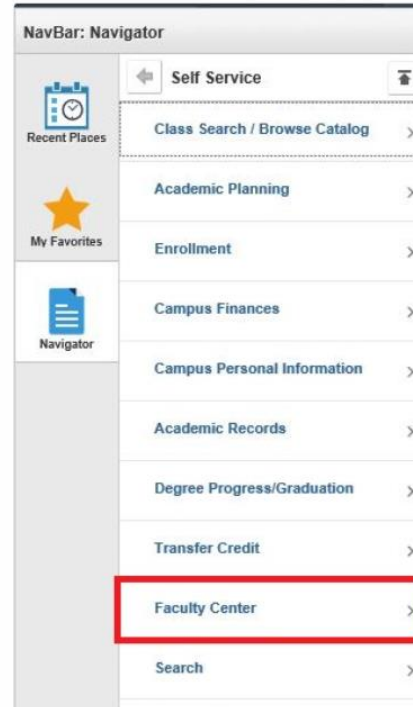 NavBar: Navigator
Recent Places
My Favorites
Navigator
Self Service
Class Search / Browse Catalog
Academic Planning
Enrollment
Campus Finances
Campus Personal Information
Academic Records
Degree Progress/Graduation
Transfer Credit
Faculty Center
Search